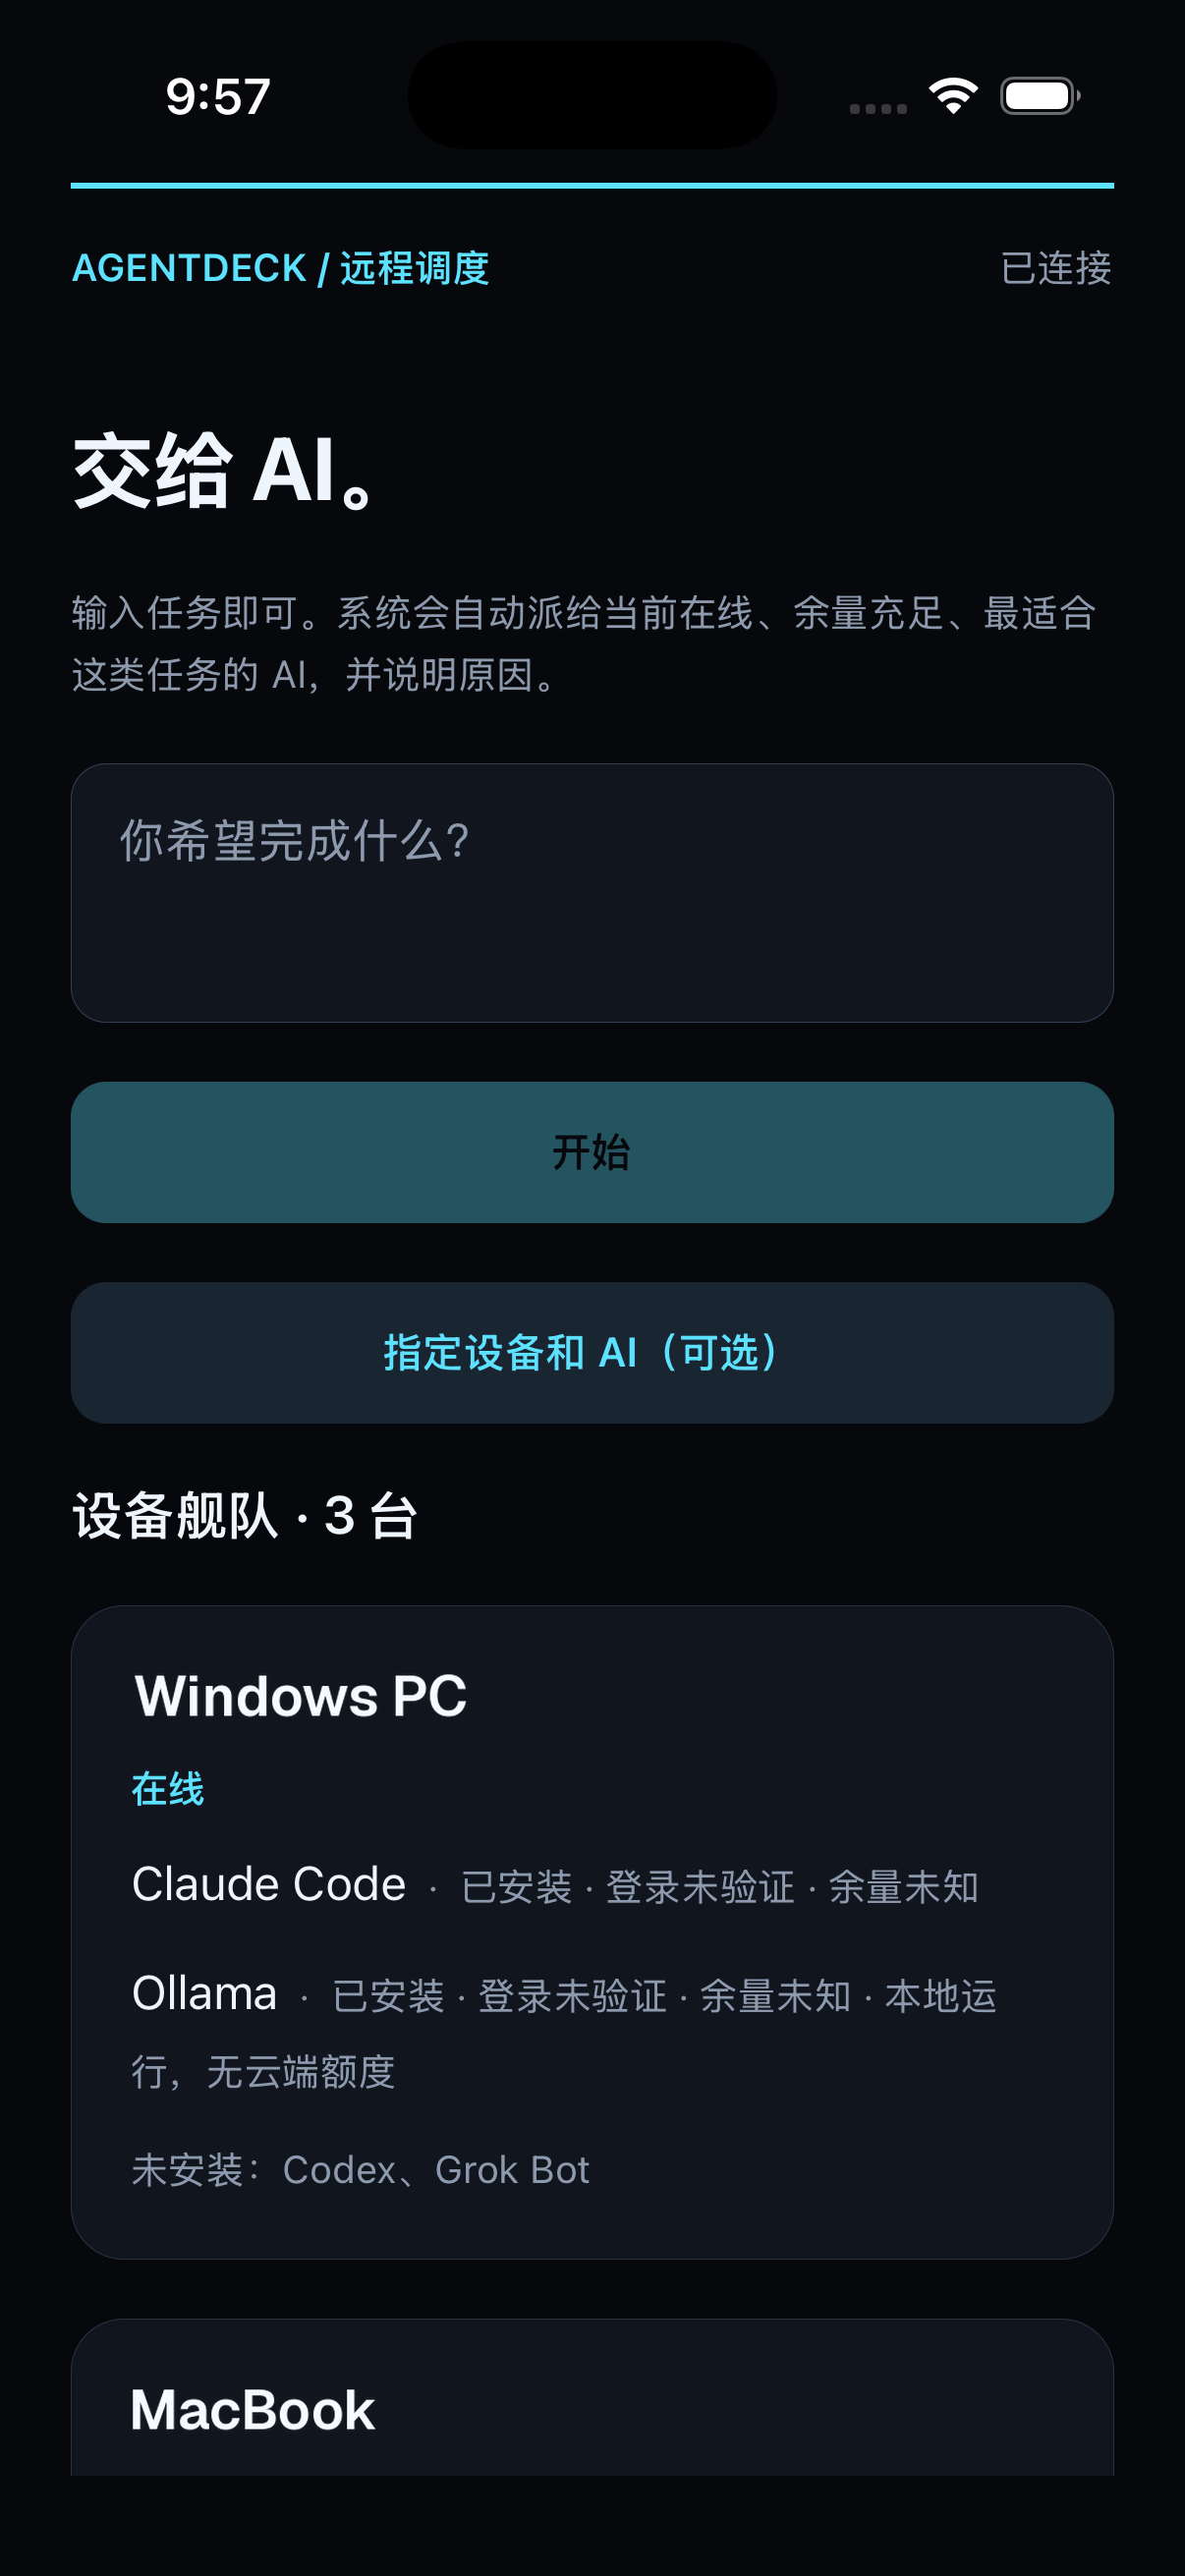 9:57
AGENTDECK / 远程调度
已连接
交给 AI。
输入任务即可。系统会自动派给当前在线、余量充足、最适合
这类任务的 AI，并说明原因。
你希望完成什么?
开始
指定设备和 AI（可选）
设备舰队 · 3 台
Windows PC
在线
Claude Code · 已安装 · 登录未验证 · 余量未知
Ollama · 已安装 · 登录未验证 · 余量未知 · 本地运
行，无云端额度
未安装：Codex、Grok Bot
MacBook